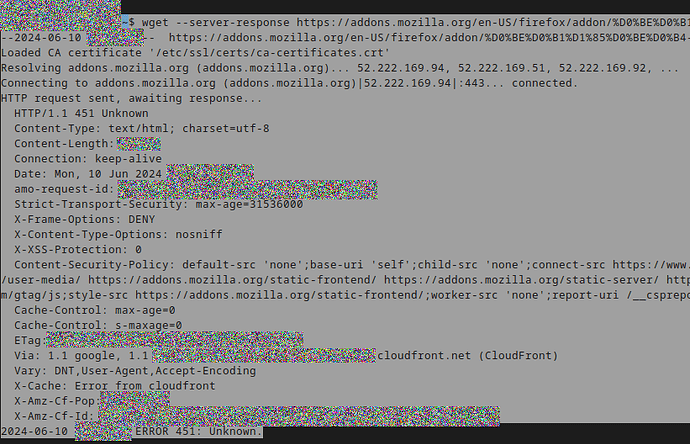 ~$ wget --server-response https://addons.mozilla.org/en-US/firefox/addon/%D0%BE%D0%B1
--2024-06-10 -- https://addons.mozilla.org/en-US/firefox/addon/%D0%BE%D0%B1%D1%85%D0%BE%D0%B4-
Loaded CA certificate '/etc/ssl/certs/ca-certificates.crt'
Resolving addons.mozilla.org (addons.mozilla.org)... 52.222.169.94, 52.222.169.51, 52.222.169.92, ...
Connecting to addons.mozilla.org (addons.mozilla.org)|52.222.169.94|:443... connected.
HTTP request sent, awaiting response...
HTTP/1.1 451 Unknown
Content-Type: text/html; charset=utf-8
Content-Length:
Connection: keep-alive
Date: Mon, 10 Jun 2024
amo-request-id:
Strict-Transport-Security: max-age=31536000
X-Frame-Options: DENY
X-Content-Type-Options: nosniff
X-XSS-Protection: 0
Content-Security-Policy: default-src 'none';base-uri 'self';child-src 'none';connect-src https://www.
/user-media/ https://addons.mozilla.org/static-frontend/ https://addons.mozilla.org/static-server/ http
m/gtag/js;style-src https://addons.mozilla.org/static-frontend/;worker-src 'none';report-uri /__csprepo
Cache-Control: max-age=0
Cache-Control: s-maxage=0
ETag:
Via: 1.1 google, 1.1 cloudfront.net (CloudFront)
Vary: DNT,User-Agent,Accept-Encoding
X-Cache: Error from cloudfront
X-Amz-Cf-Pop:
X-Amz-Cf-Id:
2024-06-10 ERROR 451: Unknown.